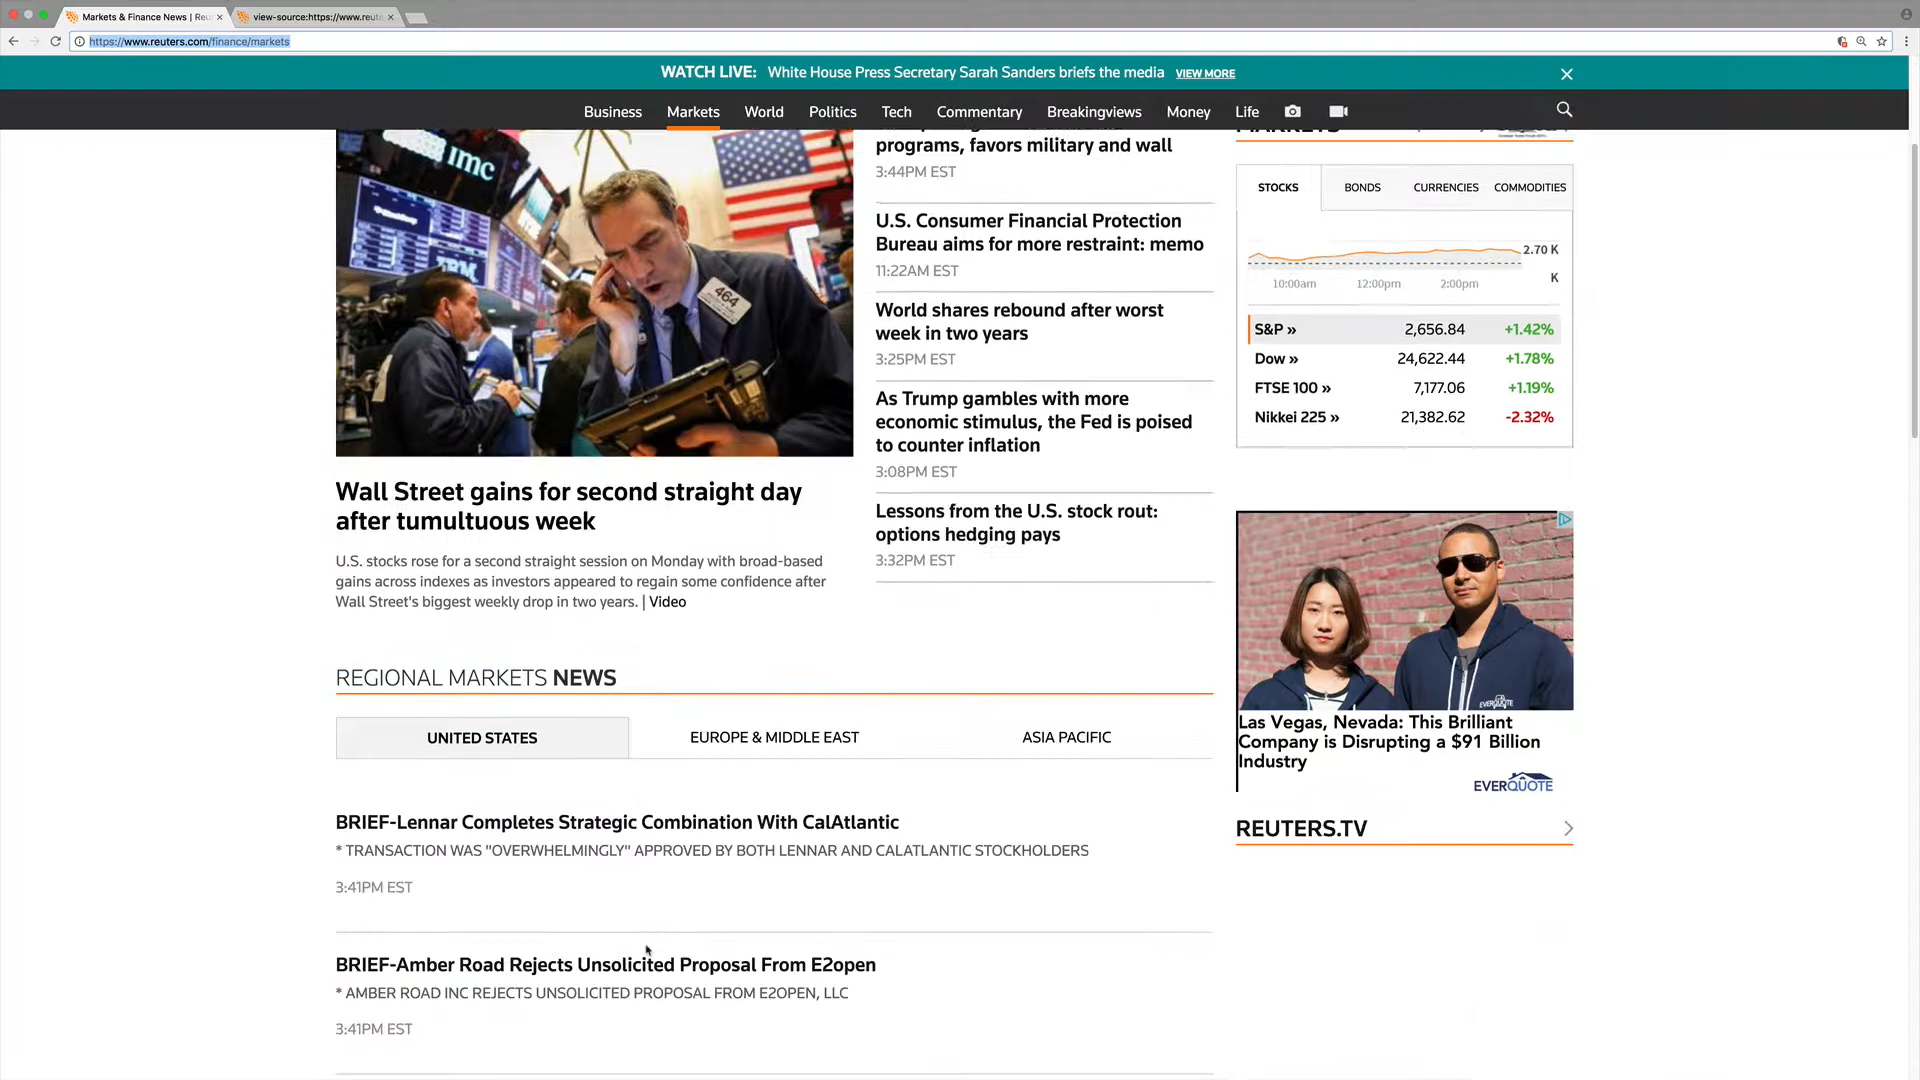 Markets & Finance News | Reu
view-source:https://www.reute
https://www.reuters.com/finance/markets
WATCH LIVE: White House Press Secretary Sarah Sanders briefs the media VIEW MORE
Business Markets World Politics Tech Commentary Breakingviews Money Life
imc
IBM
464
programs, favors military and wall
3:44PM EST
U.S. Consumer Financial Protection
Bureau aims for more restraint: memo
11:22AM EST
World shares rebound after worst
week in two years
3:25PM EST
As Trump gambles with more
economic stimulus, the Fed is poised
to counter inflation
3:08PM EST
Lessons from the U.S. stock rout:
options hedging pays
3:32PM EST
Wall Street gains for second straight day
after tumultuous week
U.S. stocks rose for a second straight session on Monday with broad-based
gains across indexes as investors appeared to regain some confidence after
Wall Street's biggest weekly drop in two years. | Video
MARKETS
STOCKS BONDS CURRENCIES COMMODITIES
2.70 K
K
10:00am 12:00pm 2:00pm
S&P » 2,656.84 +1.42%
Dow » 24,622.44 +1.78%
FTSE 100 » 7,177.06 +1.19%
Nikkei 225 » 21,382.62 -2.32%
EVERQUOTE
Las Vegas, Nevada: This Brilliant
Company is Disrupting a $91 Billion
Industry
EVERQUOTE
REUTERS.TV
REGIONAL MARKETS NEWS
UNITED STATES EUROPE & MIDDLE EAST ASIA PACIFIC
BRIEF-Lennar Completes Strategic Combination With CalAtlantic
* TRANSACTION WAS "OVERWHELMINGLY" APPROVED BY BOTH LENNAR AND CALATLANTIC STOCKHOLDERS
3:41PM EST
BRIEF-Amber Road Rejects Unsolicited Proposal From E2open
* AMBER ROAD INC REJECTS UNSOLICITED PROPOSAL FROM E2OPEN, LLC
3:41PM EST